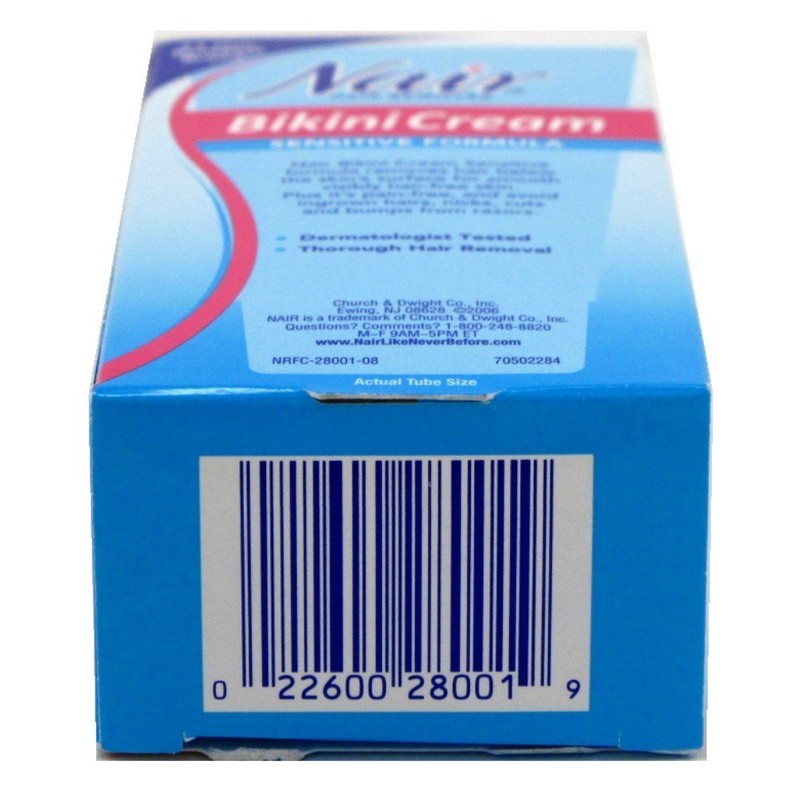 Nair
HAIR REMOVER
Bikini Cream
SENSITIVE FORMULA
Nair Bikini Cream Sensitive
formula removes hair below
the skin's surface for smooth
visibly hair-free skin.
Plus it's pain-free, and avoid
ingrown hairs, nicks, cuts
and bumps from razors.
• Dermatologist Tested
• Thorough Hair Removal
Church & Dwight Co., Inc.
Ewing, NJ 08628 ©2006
NAIR is a trademark of Church & Dwight Co., Inc.
Questions? Comments? 1-800-248-8820
M-F 9AM-5PM ET
www.NairLikeNeverBefore.com
NRFC-28001-08 70502284
Actual Tube Size
0 22600 28001 9